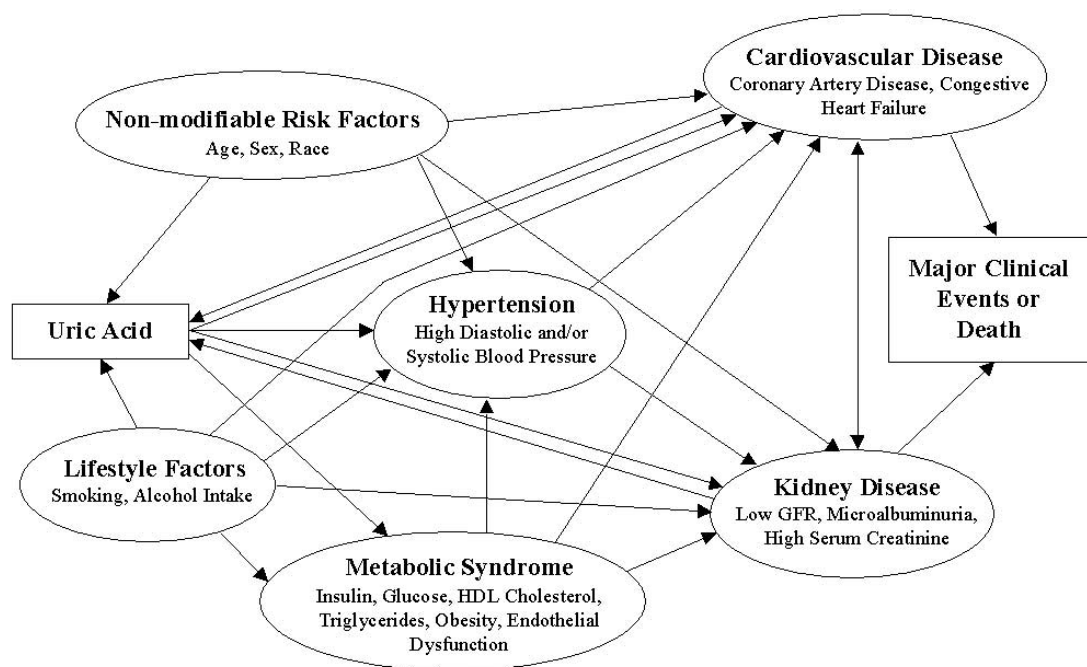 Cardiovascular Disease
Coronary Artery Disease, Congestive
Heart Failure
Non-modifiable Risk Factors
Age, Sex, Race
Major Clinical
Events or
Death
Hypertension
High Diastolic and/or
Systolic Blood Pressure
Uric Acid
Lifestyle Factors
Smoking, Alcohol Intake
Kidney Disease
Low GFR, Microalbuminuria,
High Serum Creatinine
Metabolic Syndrome
Insulin, Glucose, HDL Cholesterol,
Triglycerides, Obesity, Endothelial
Dysfunction